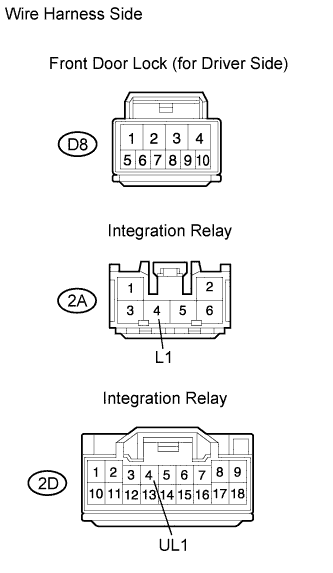 Wire Harness Side
Front Door Lock (for Driver Side)
D8
1 2 3 4
5 6 7 8 9 10
Integration Relay
2A
1 2
3 4 5 6
L1
Integration Relay
2D
1 2 3 4 5 6 7 8 9
10 11 12 13 14 15 16 17 18
UL1